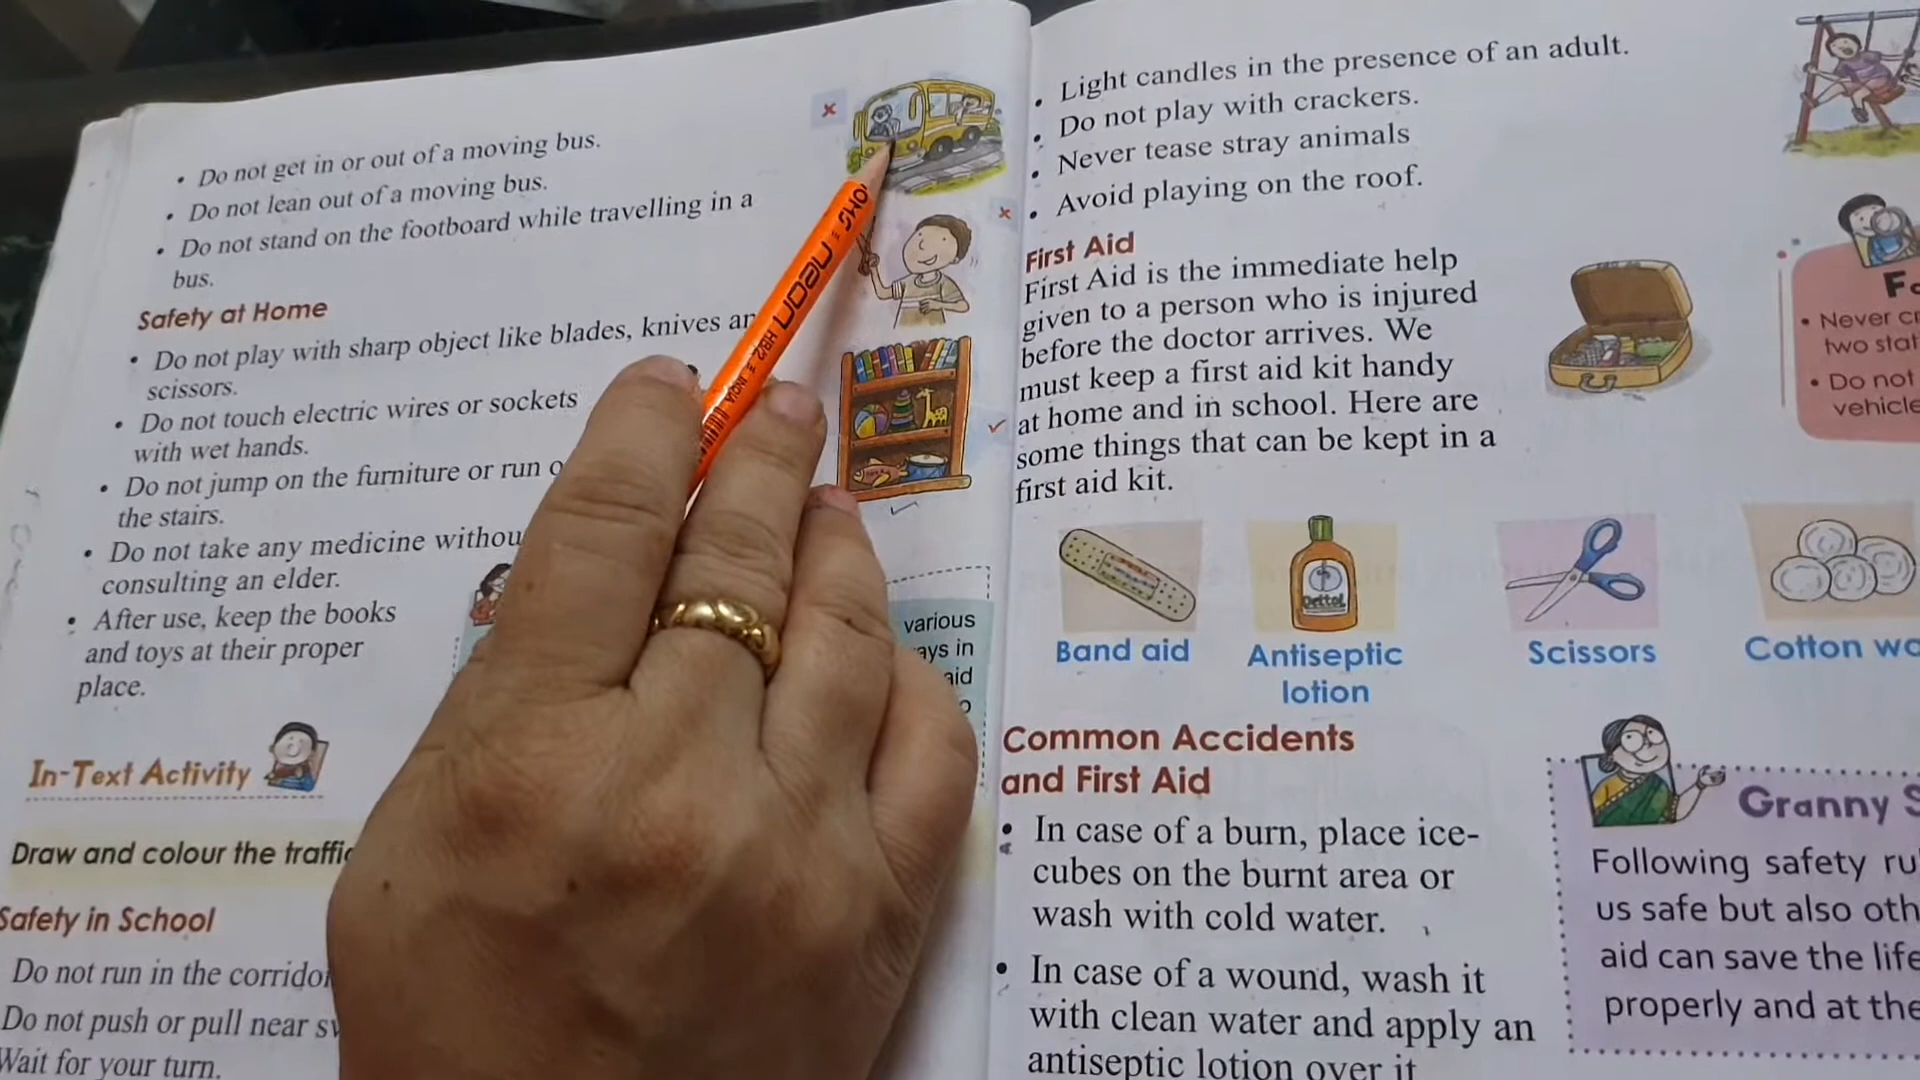 • Do not get in or out of a moving bus.
• Do not lean out of a moving bus.
• Do not stand on the footboard while travelling in a
bus.
Safety at Home
• Do not play with sharp object like blades, knives
scissors.
• Do not touch electric wires or sockets
with wet hands.
• Do not jump on the furniture or run
the stairs.
• Do not take any medicine
consulting an elder.
• After use, keep the books
and toys at their proper
place.
various
in
In-Text Activity
Draw and colour the
Safety in School
Do not run in the
Do not push or pull near
Wait for your turn.
neon
HB/2 INDIA
• Light candles in the presence of an adult.
• Do not play with crackers.
• Never tease stray animals
• Avoid playing on the roof.
First Aid
First Aid is the immediate help
given to a person who is injured
before the doctor arrives. We
must keep a first aid kit handy
at home and in school. Here are
some things that can be kept in a
first aid kit.
Band aid
Dettol
Antiseptic
lotion
Scissors
Cotton
Common Accidents
and First Aid
• In case of a burn, place ice-
cubes on the burnt area or
wash with cold water.
• In case of a wound, wash it
with clean water and apply an
antiseptic lotion over it
• Never
two
• Do not
Granny
Following safety
us safe but also
aid can save the
properly and at the